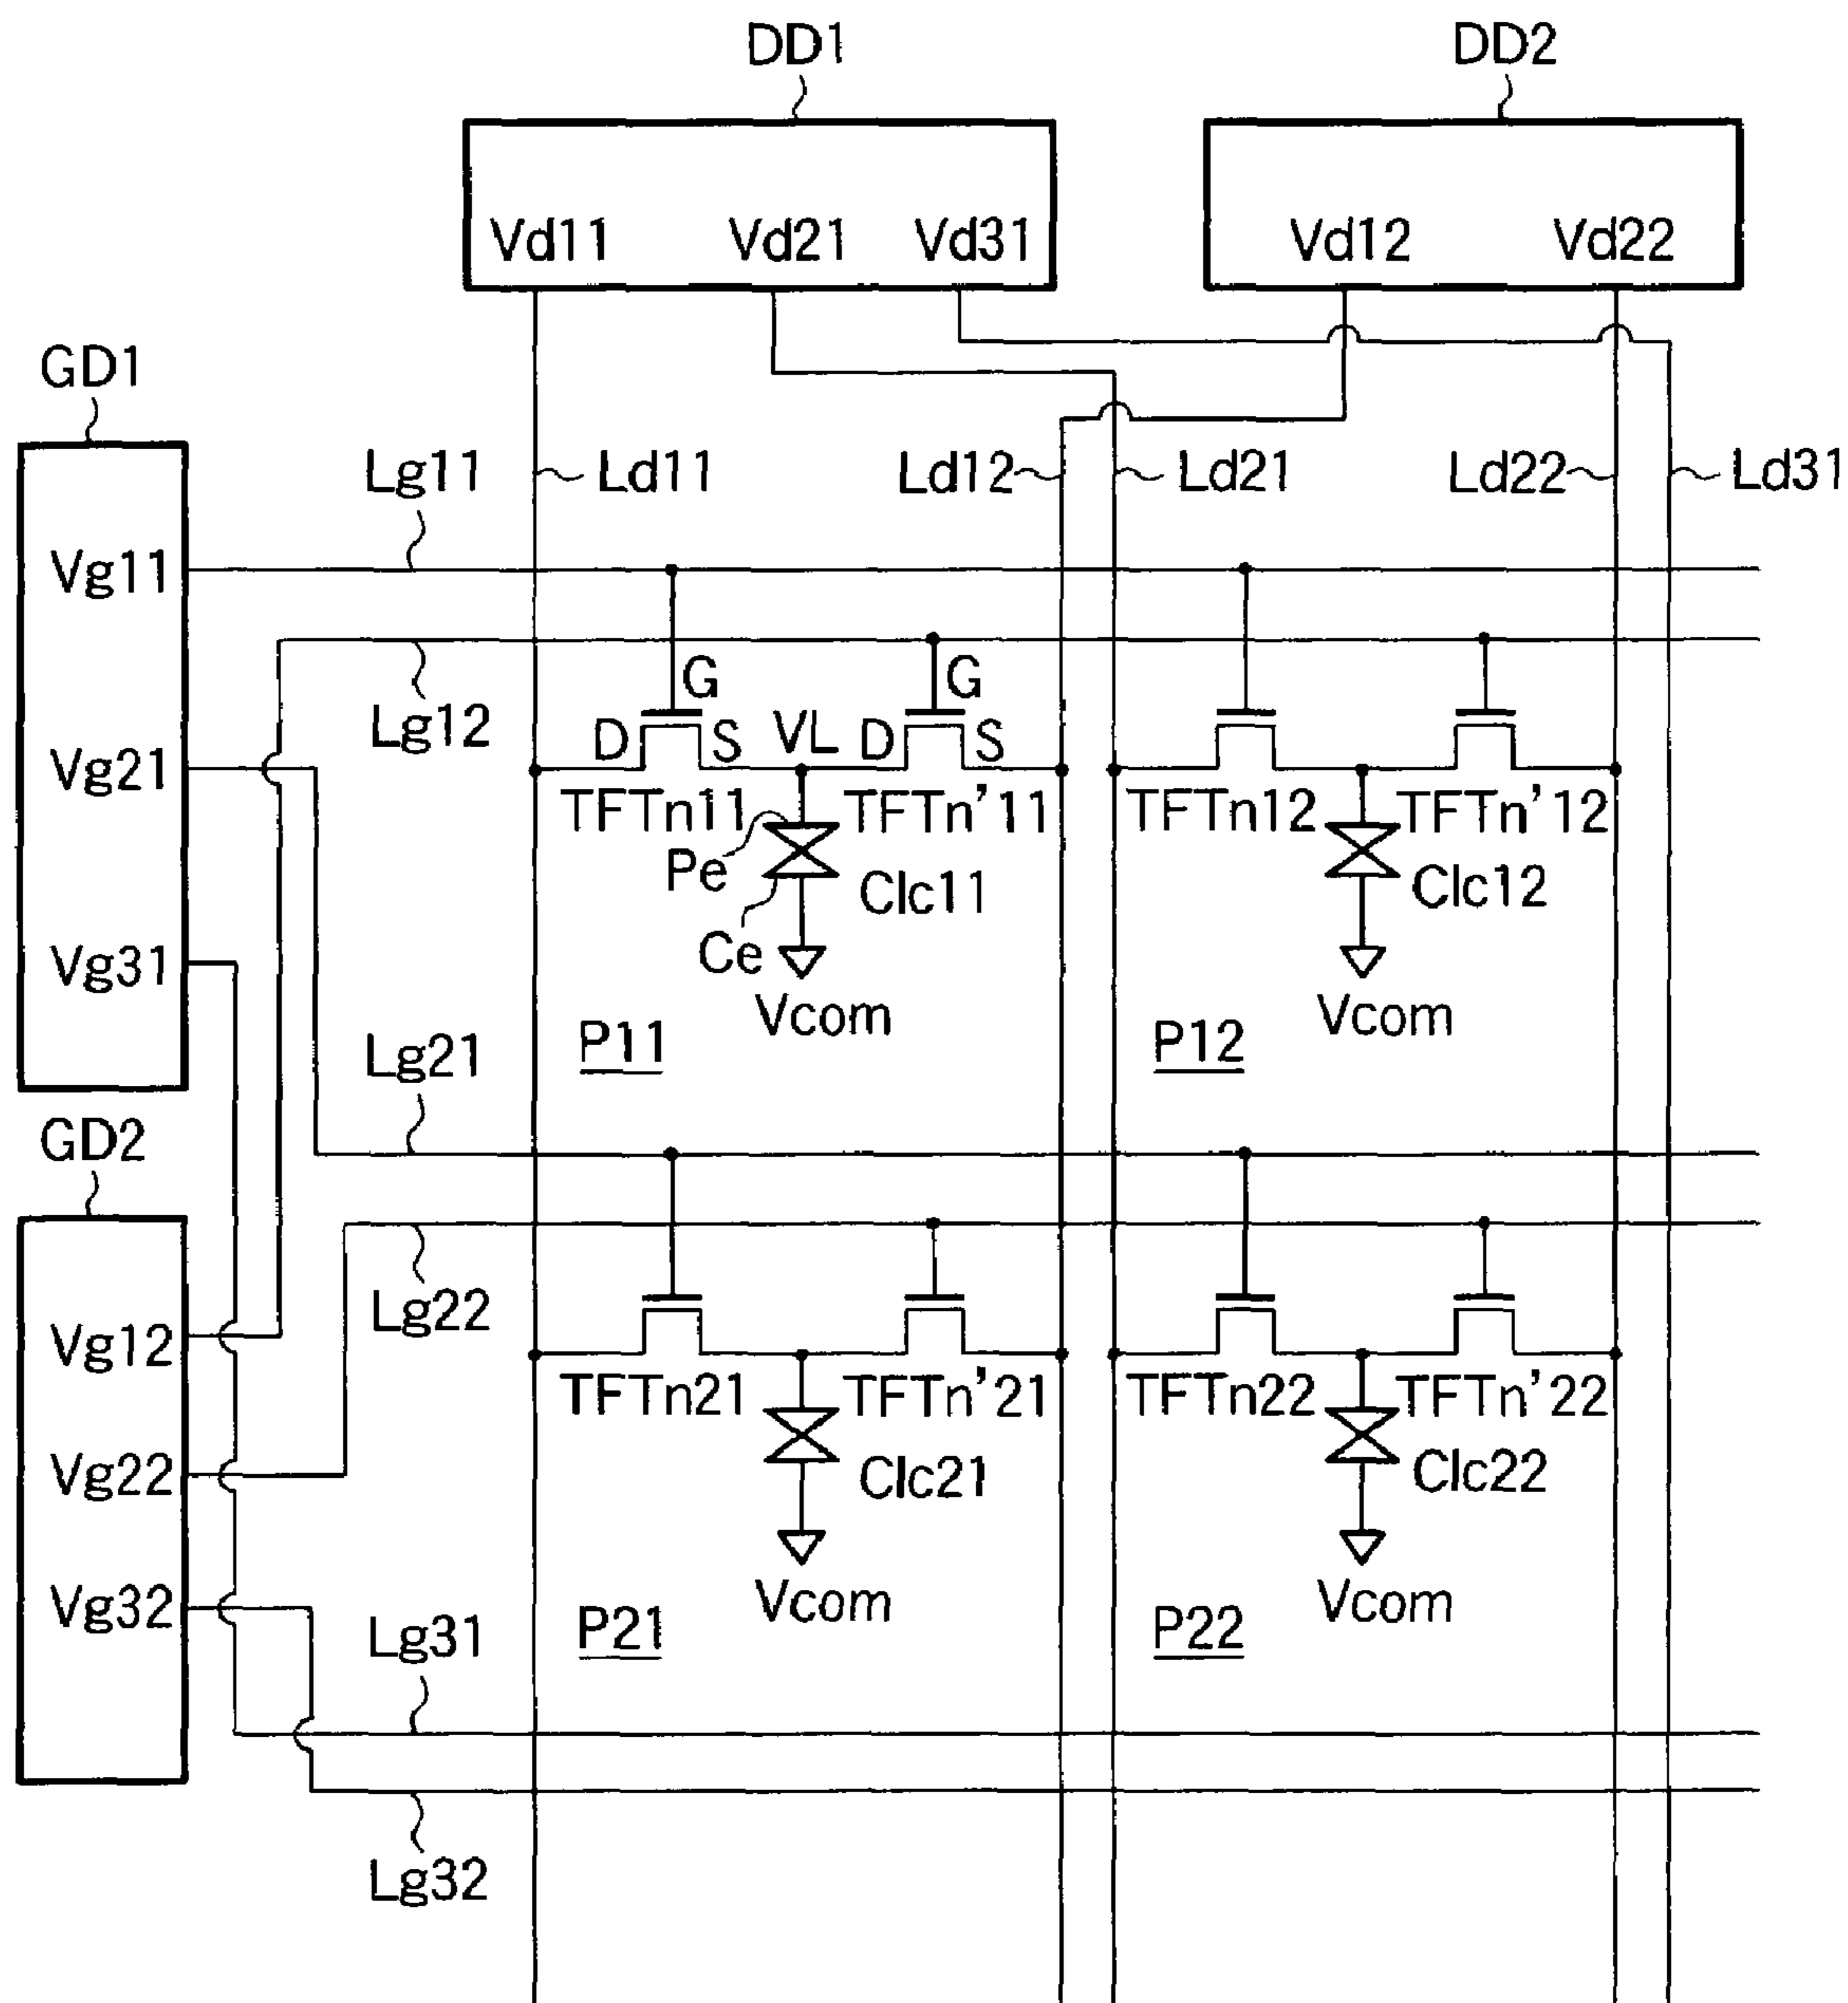 DD1 DD2
Vd11 Vd21 Vd31 Vd12 Vd22
GD1
Lg11 Ld11 Ld12 Ld21 Ld22 Ld31
Vg11
G G
Lg12 D S VL D S
Vg21
TFTn11 TFTn'11 TFTn12 TFTn'12
Pe Clc11 Clc12
Vg31 Ce
Vcom Vcom
Lg21 P11 P12
GD2
Lg22
Vg12
TFTn21 TFTn'21 TFTn22 TFTn'22
Vg22 Clc21 Clc22
Vg32 Vcom Vcom
Lg31 P21 P22
Lg32